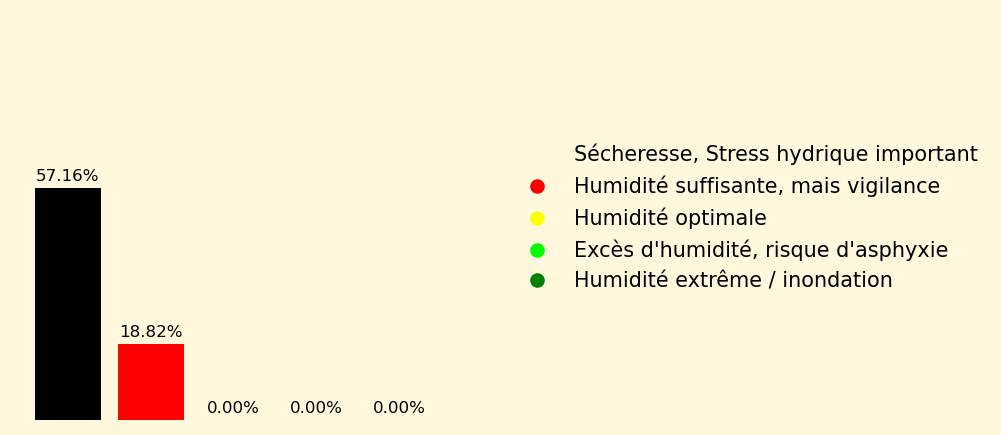 57.16%
18.82%
0.00%
0.00%
0.00%
Sécheresse, Stress hydrique important
Humidité suffisante, mais vigilance
Humidité optimale
Excès d'humidité, risque d'asphyxie
Humidité extrême / inondation